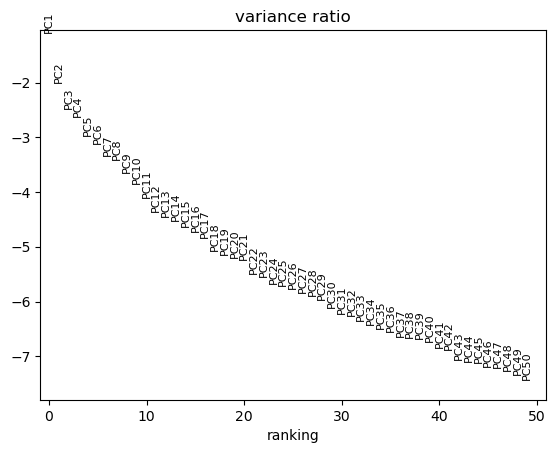 variance ratio
PC1
PC2
PC3
PC4
PC5
PC6
PC7
PC8
PC9
PC10
PC11
PC12
PC13
PC14
PC15
PC16
PC17
PC18
PC19
PC20
PC21
PC22
PC23
PC24
PC25
PC26
PC27
PC28
PC29
PC30
PC31
PC32
PC33
PC34
PC35
PC36
PC37
PC38
PC39
PC40
PC41
PC42
PC43
PC44
PC45
PC46
PC47
PC48
PC49
PC50
−2
−3
−4
−5
−6
−7
0 10 20 30 40 50
ranking